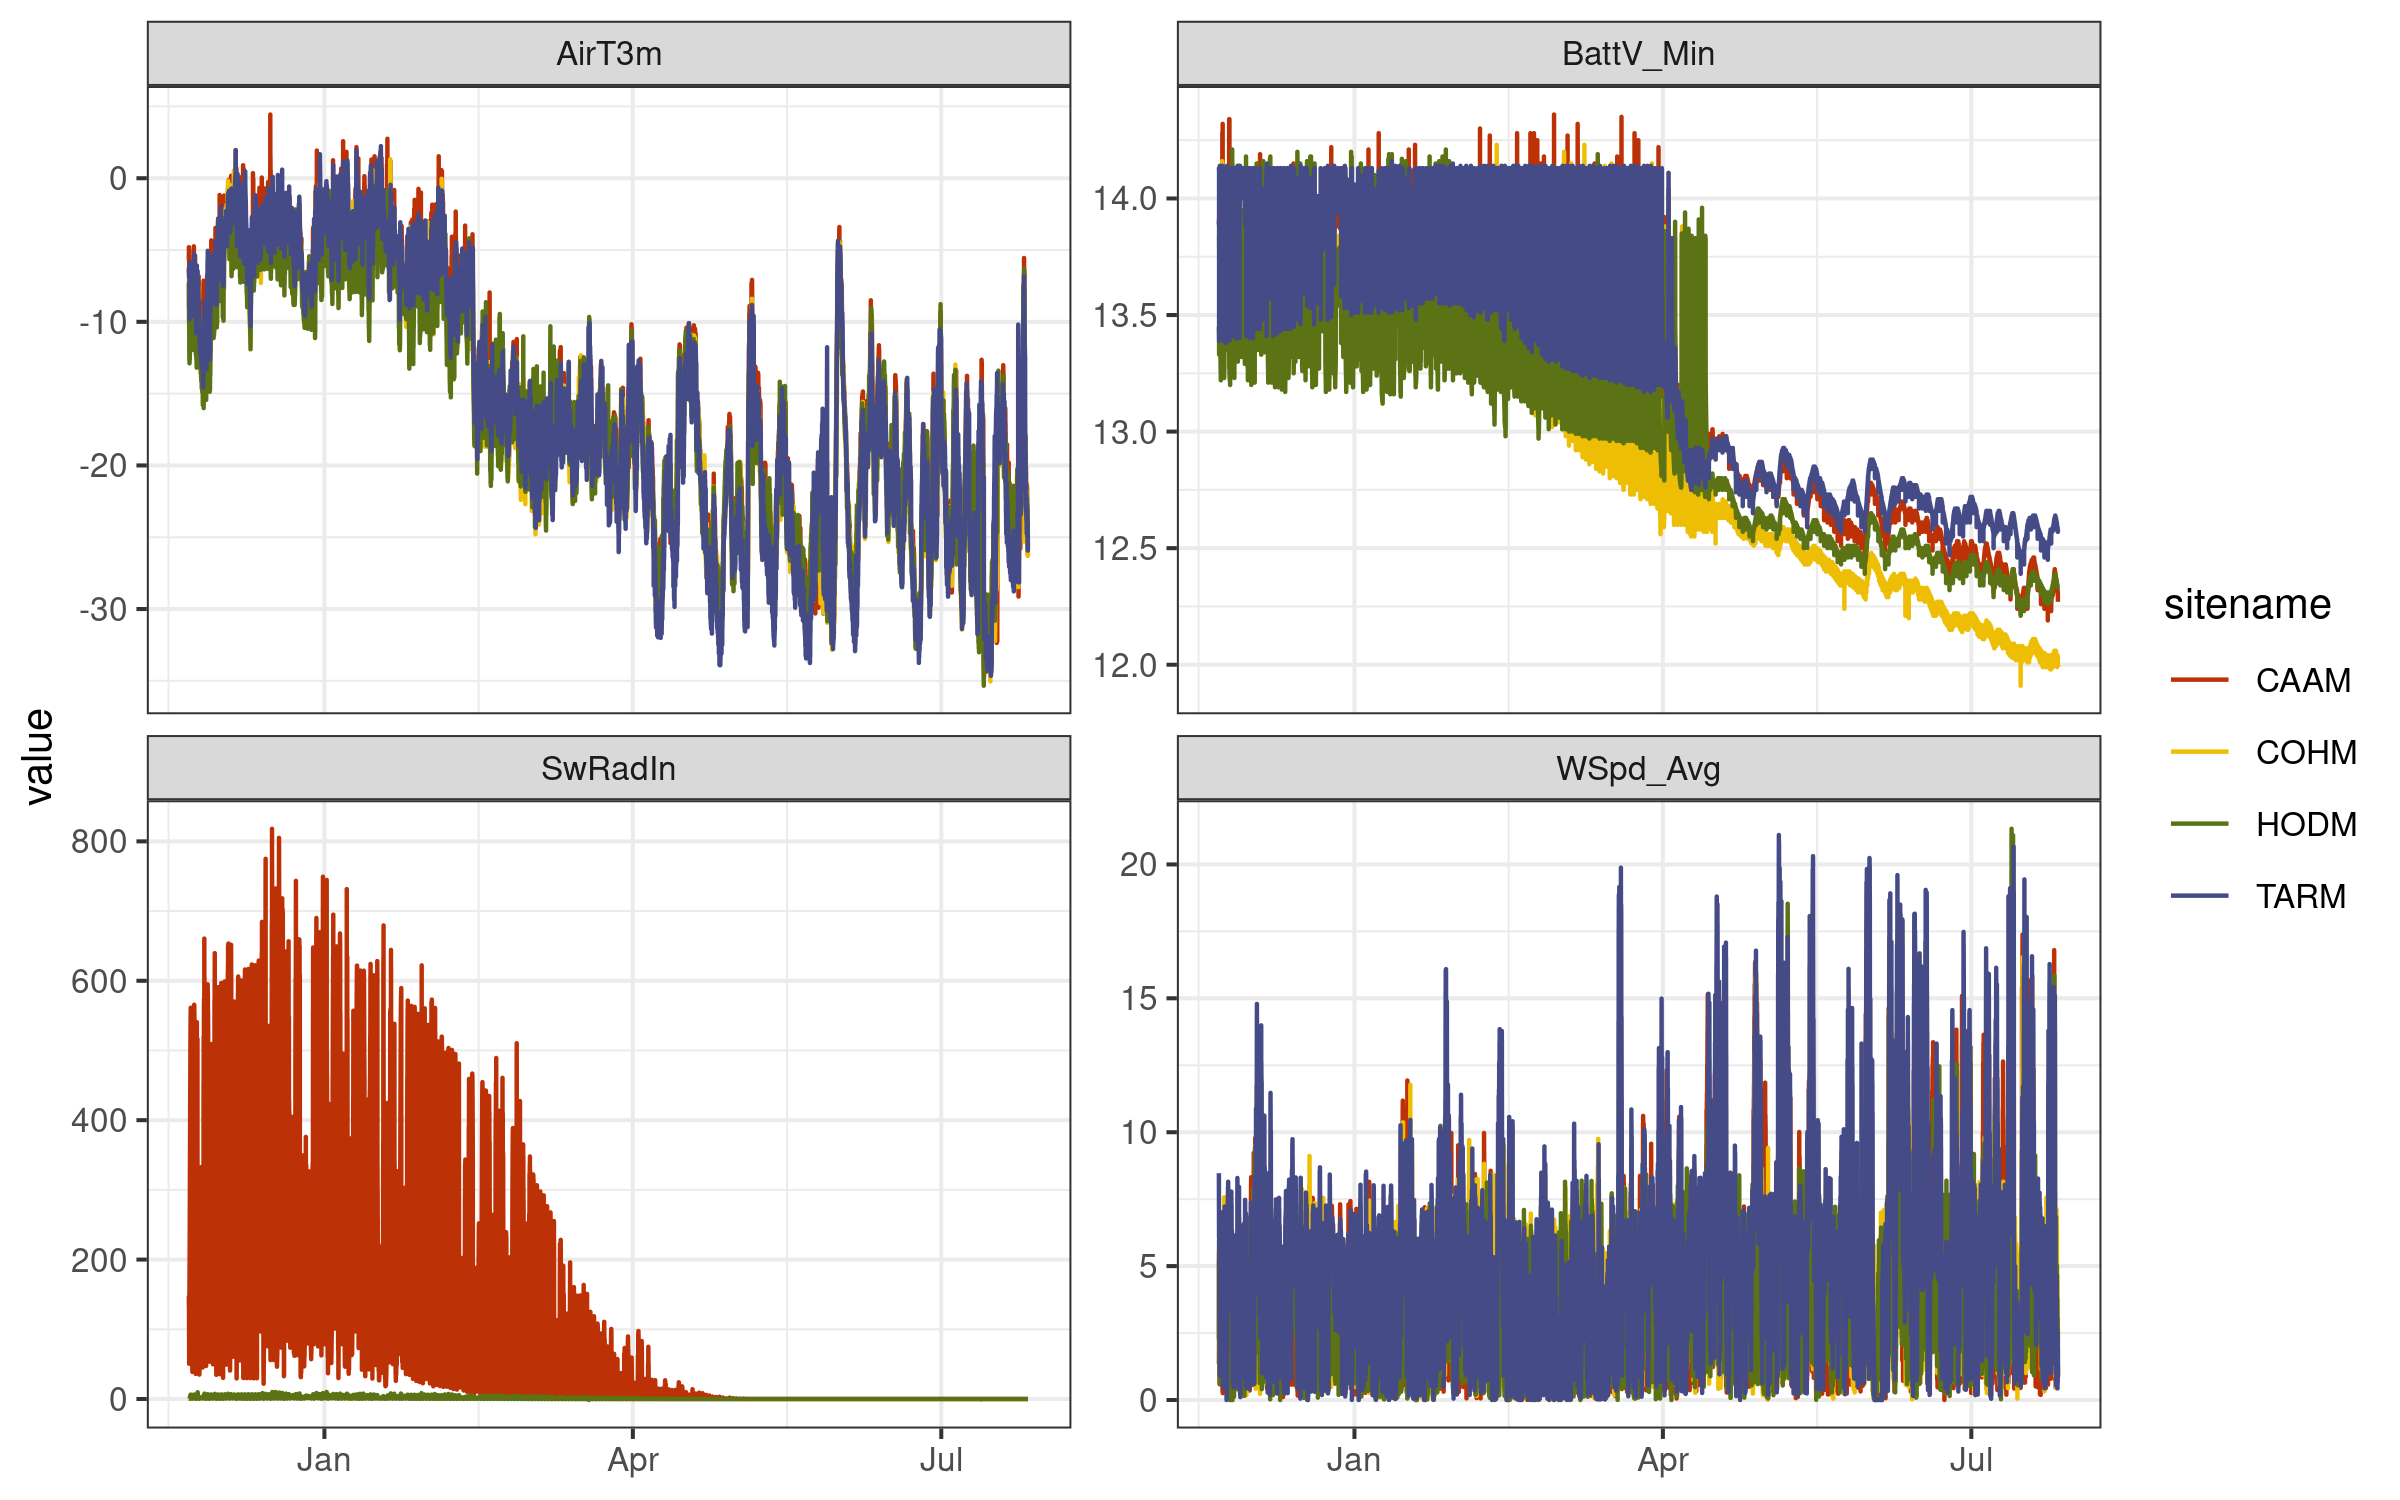 AirT3m
BattV_Min
0
-10
-20
-30
14.0
13.5
13.0
12.5
12.0
value
SwRadIn
WSpd_Avg
800
600
400
200
0
20
15
10
5
0
Jan Apr Jul
Jan Apr Jul
sitename
CAAM
COHM
HODM
TARM